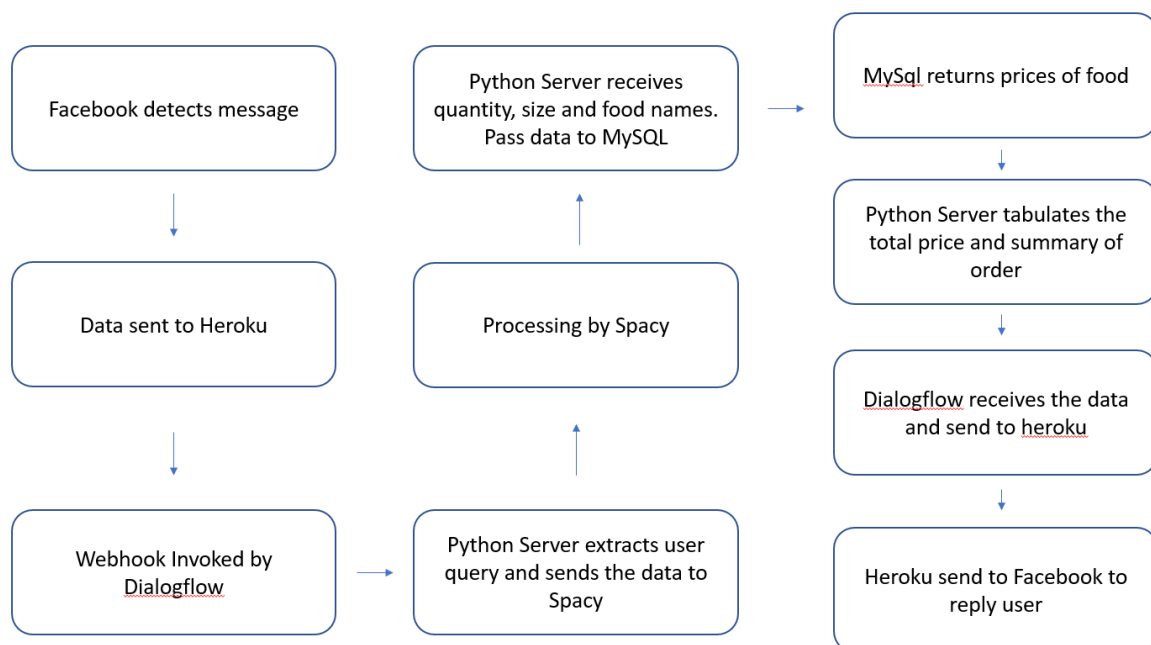 Facebook detects message
Data sent to Heroku
Webhook Invoked by
Dialogflow
Python Server extracts user
query and sends the data to
Spacy
Processing by Spacy
Python Server receives
quantity, size and food names.
Pass data to MySQL
MySql returns prices of food
Python Server tabulates the
total price and summary of
order
Dialogflow receives the data
and send to heroku
Heroku send to Facebook to
reply user